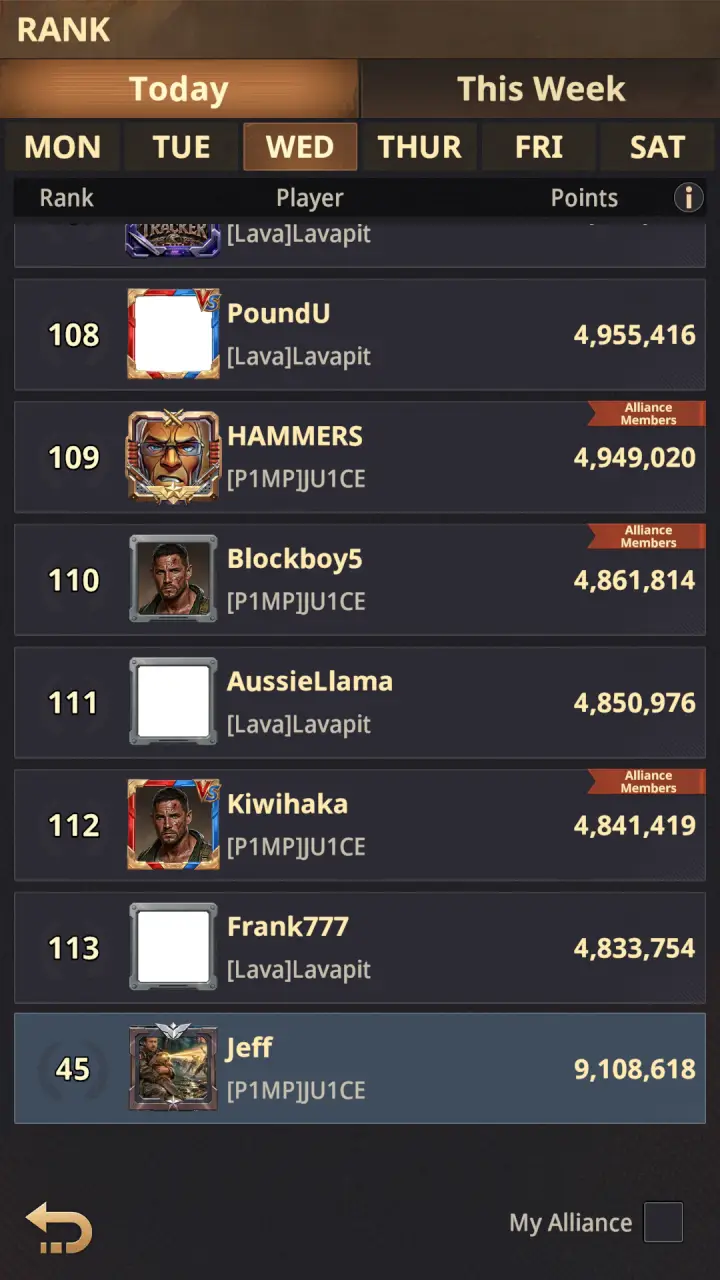 RANK
Today
This Week
MON
TUE
WED
THUR
FRI
SAT
Rank
Player
Points
i
TRACKER
[Lava]Lavapit
108
VS
PoundU
[Lava]Lavapit
4,955,416
109
HAMMERS
[P1MP]JU1CE
Alliance
Members
4,949,020
110
Blockboy5
[P1MP]JU1CE
Alliance
Members
4,861,814
111
AussieLlama
[Lava]Lavapit
4,850,976
112
VS
Kiwihaka
[P1MP]JU1CE
Alliance
Members
4,841,419
113
Frank777
[Lava]Lavapit
4,833,754
45
Jeff
[P1MP]JU1CE
9,108,618
My Alliance